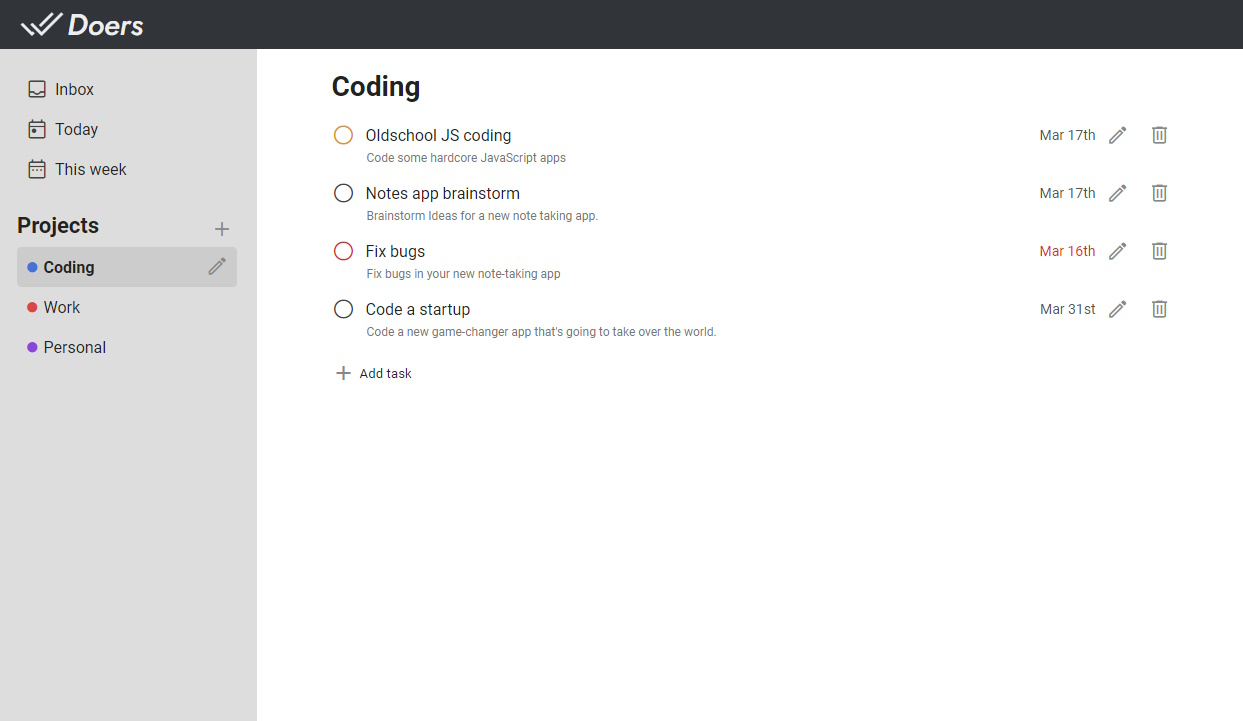 Doers
Inbox
Today
This week
Projects
Coding
Work
Personal
Coding
Oldschool JS coding Mar 17th
Code some hardcore JavaScript apps
Notes app brainstorm Mar 17th
Brainstorm Ideas for a new note taking app.
Fix bugs Mar 16th
Fix bugs in your new note-taking app
Code a startup Mar 31st
Code a new game-changer app that's going to take over the world.
Add task